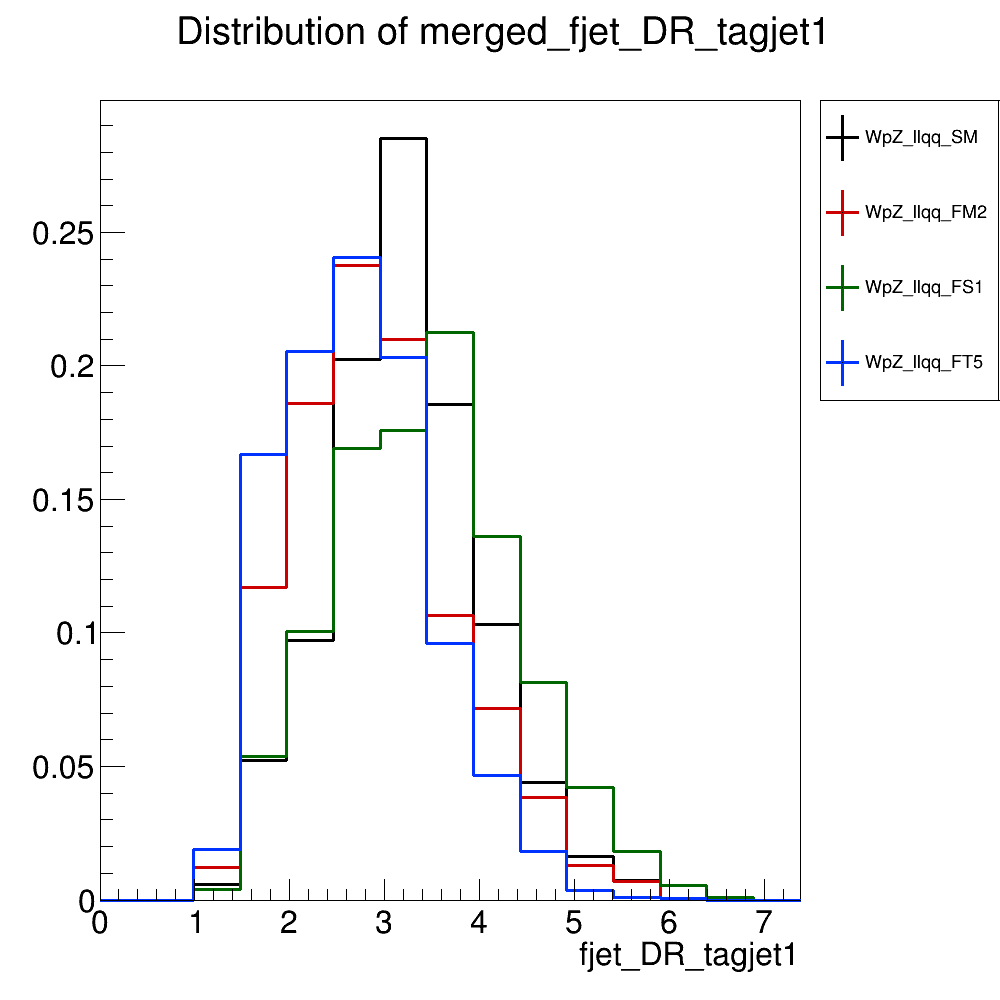 Distribution of merged_fjet_DR_tagjet1
WpZ_llqq_SM
WpZ_llqq_FM2
WpZ_llqq_FS1
WpZ_llqq_FT5
0.25
0.2
0.15
0.1
0.05
0
0 1 2 3 4 5 6 7
fjet_DR_tagjet1